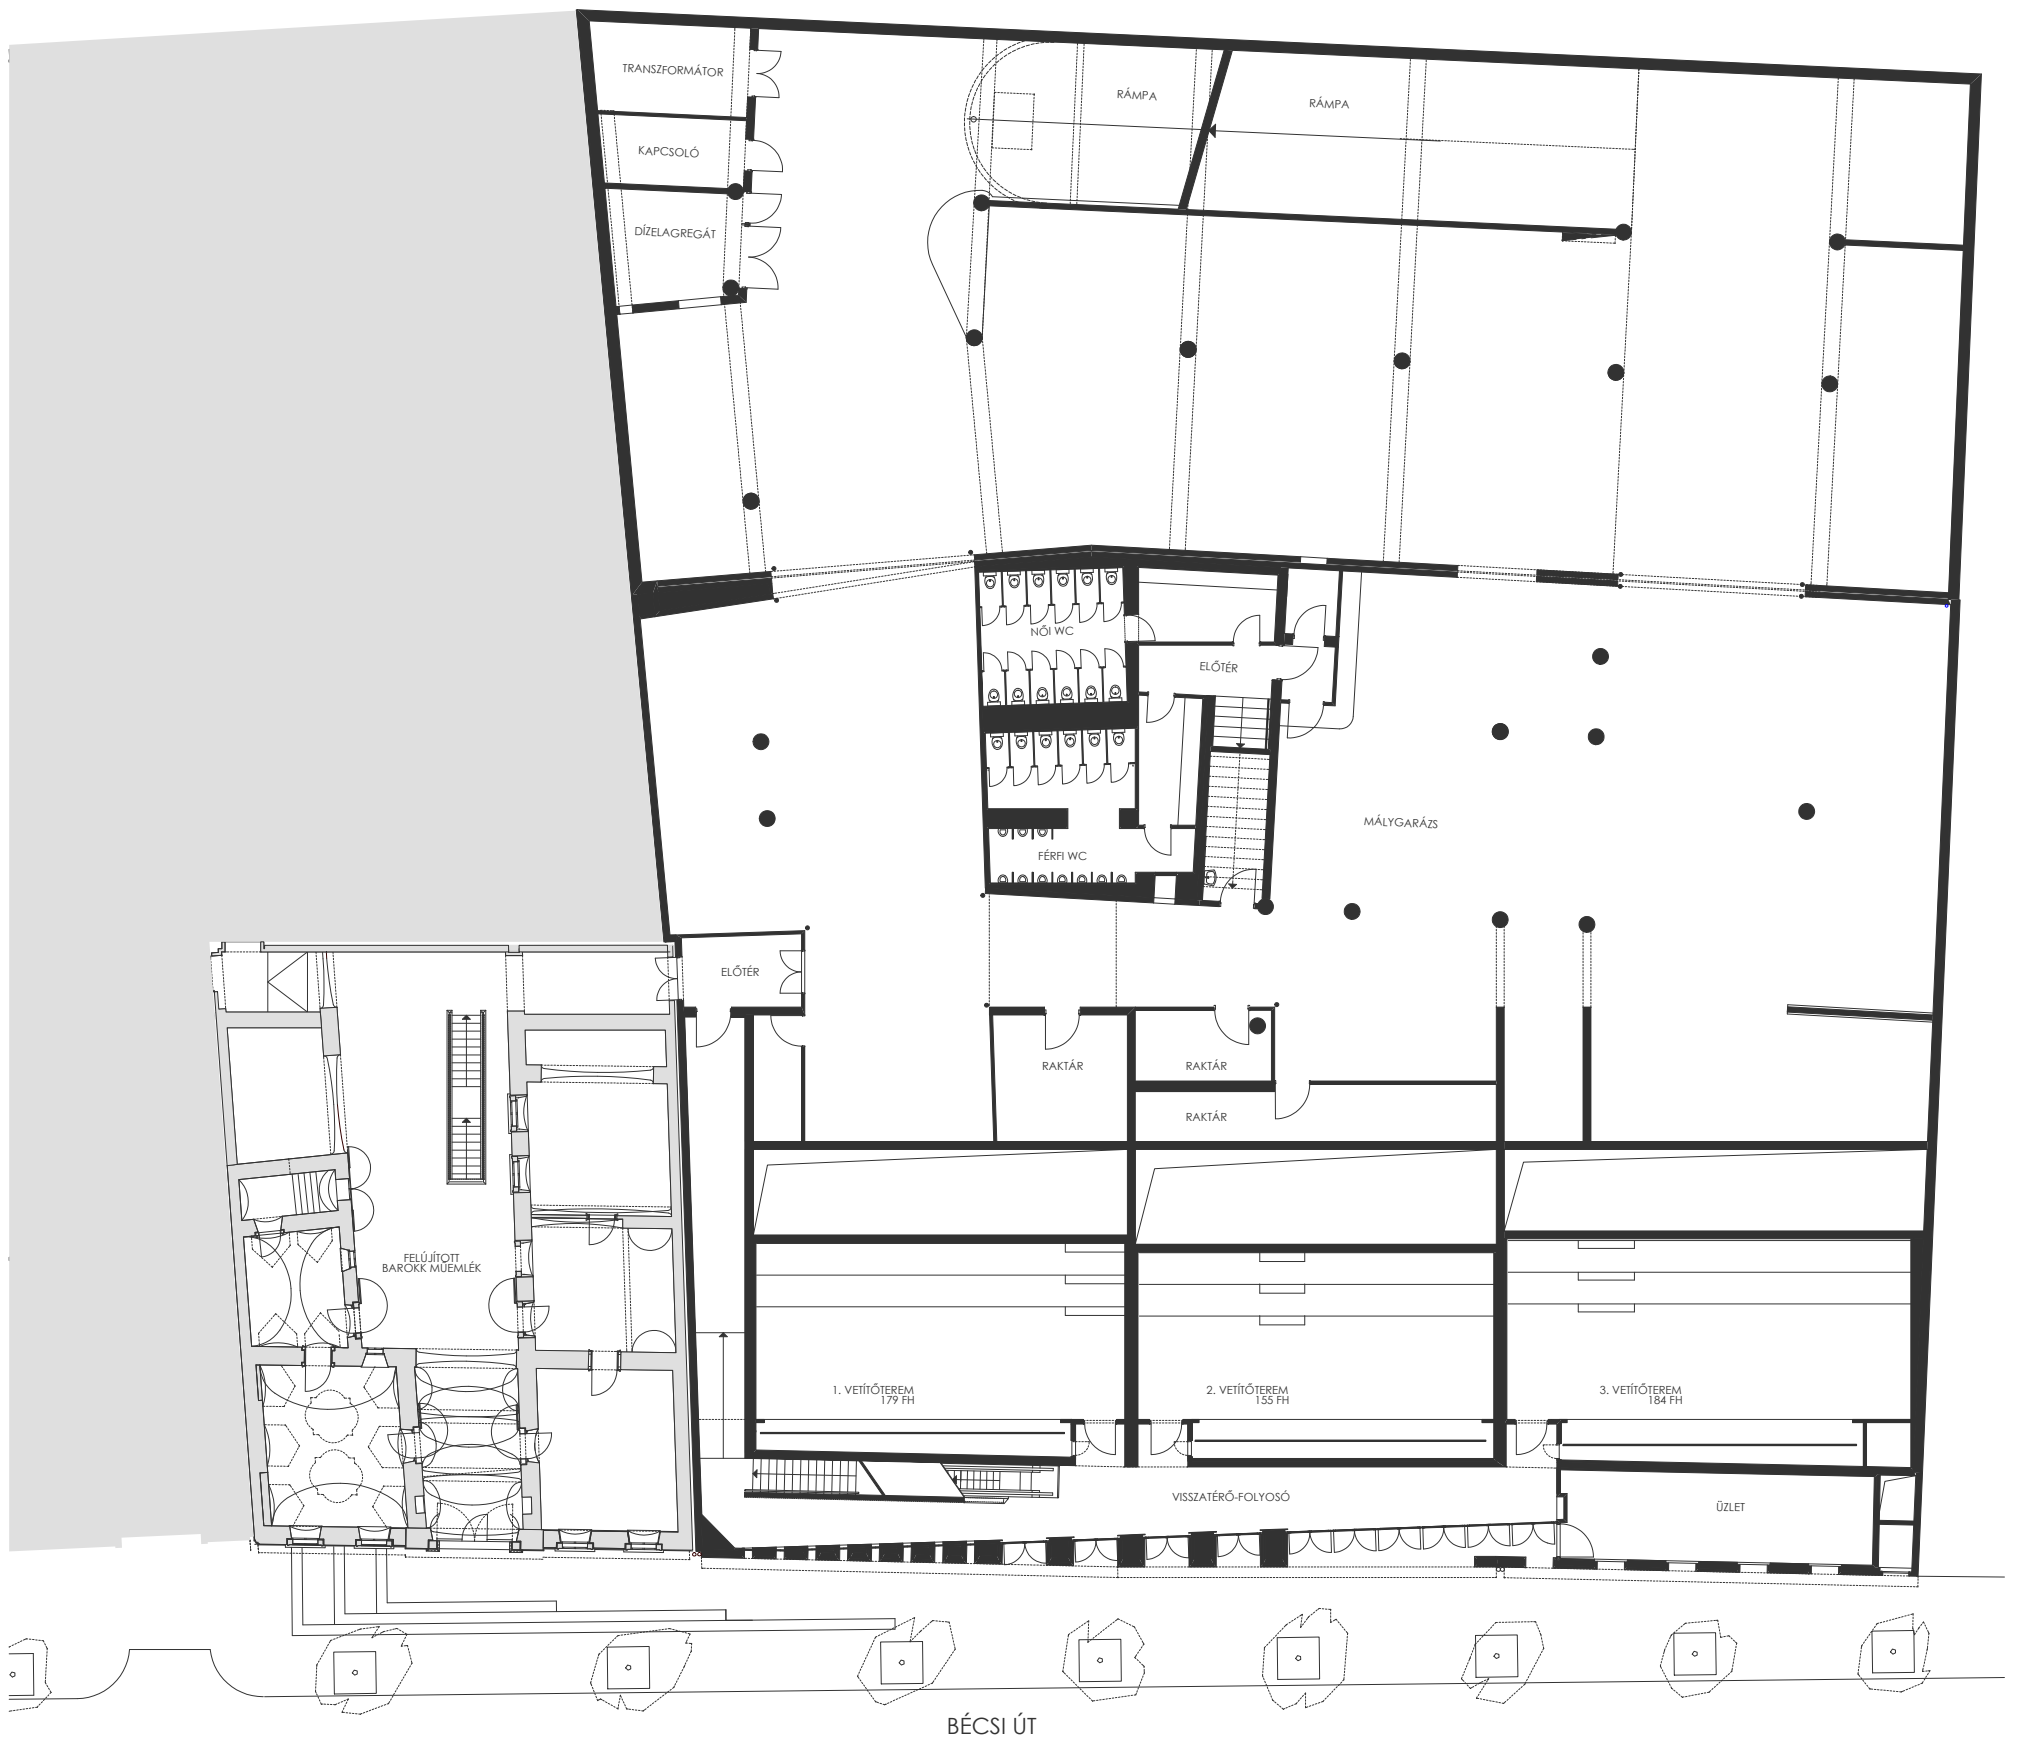 TRANSZFORMÁTOR
RÁMPA
RÁMPA
KAPCSOLÓ
DÍZELAGREGÁT
NŐI WC
ELŐTÉR
MÁLYGARÁZS
FÉRFI WC
ELŐTÉR
RAKTÁR
RAKTÁR
RAKTÁR
FELÚJÍTOTT
BAROKK MŰEMLÉK
1. VETÍTŐTEREM
179 FH
2. VETÍTŐTEREM
155 FH
3. VETÍTŐTEREM
184 FH
VISSZATÉRŐ-FOLYOSÓ
ÜZLET
BÉCSI ÚT